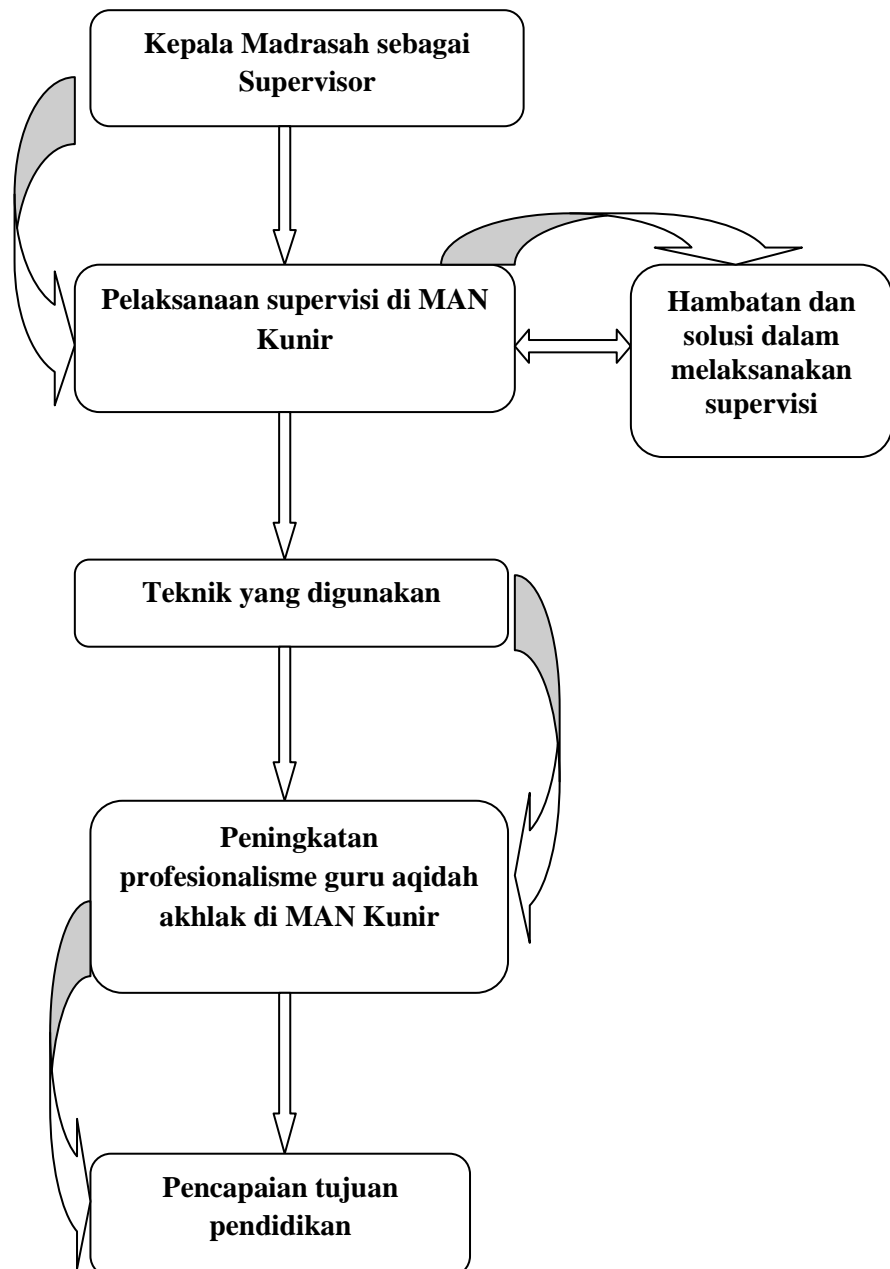 Kepala Madrasah sebagai
Supervisor
Pelaksanaan supervisi di MAN
Kunir
Hambatan dan
solusi dalam
melaksanakan
supervisi
Teknik yang digunakan
Peningkatan
profesionalisme guru aqidah
akhlak di MAN Kunir
Pencapaian tujuan
pendidikan